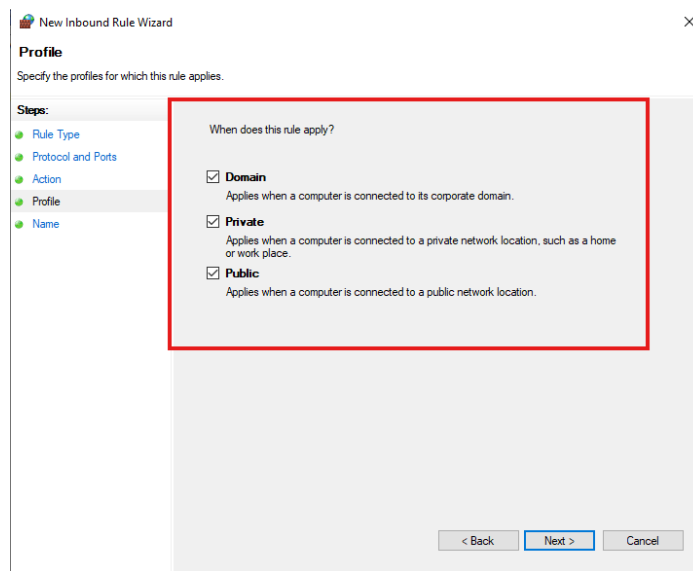 New Inbound Rule Wizard
Profile
Specify the profiles for which this rule applies.
Steps:
Rule Type
Protocol and Ports
Action
Profile
Name
When does this rule apply?
Domain
Applies when a computer is connected to its corporate domain.
Private
Applies when a computer is connected to a private network location, such as a home
or work place.
Public
Applies when a computer is connected to a public network location.
< Back
Next >
Cancel